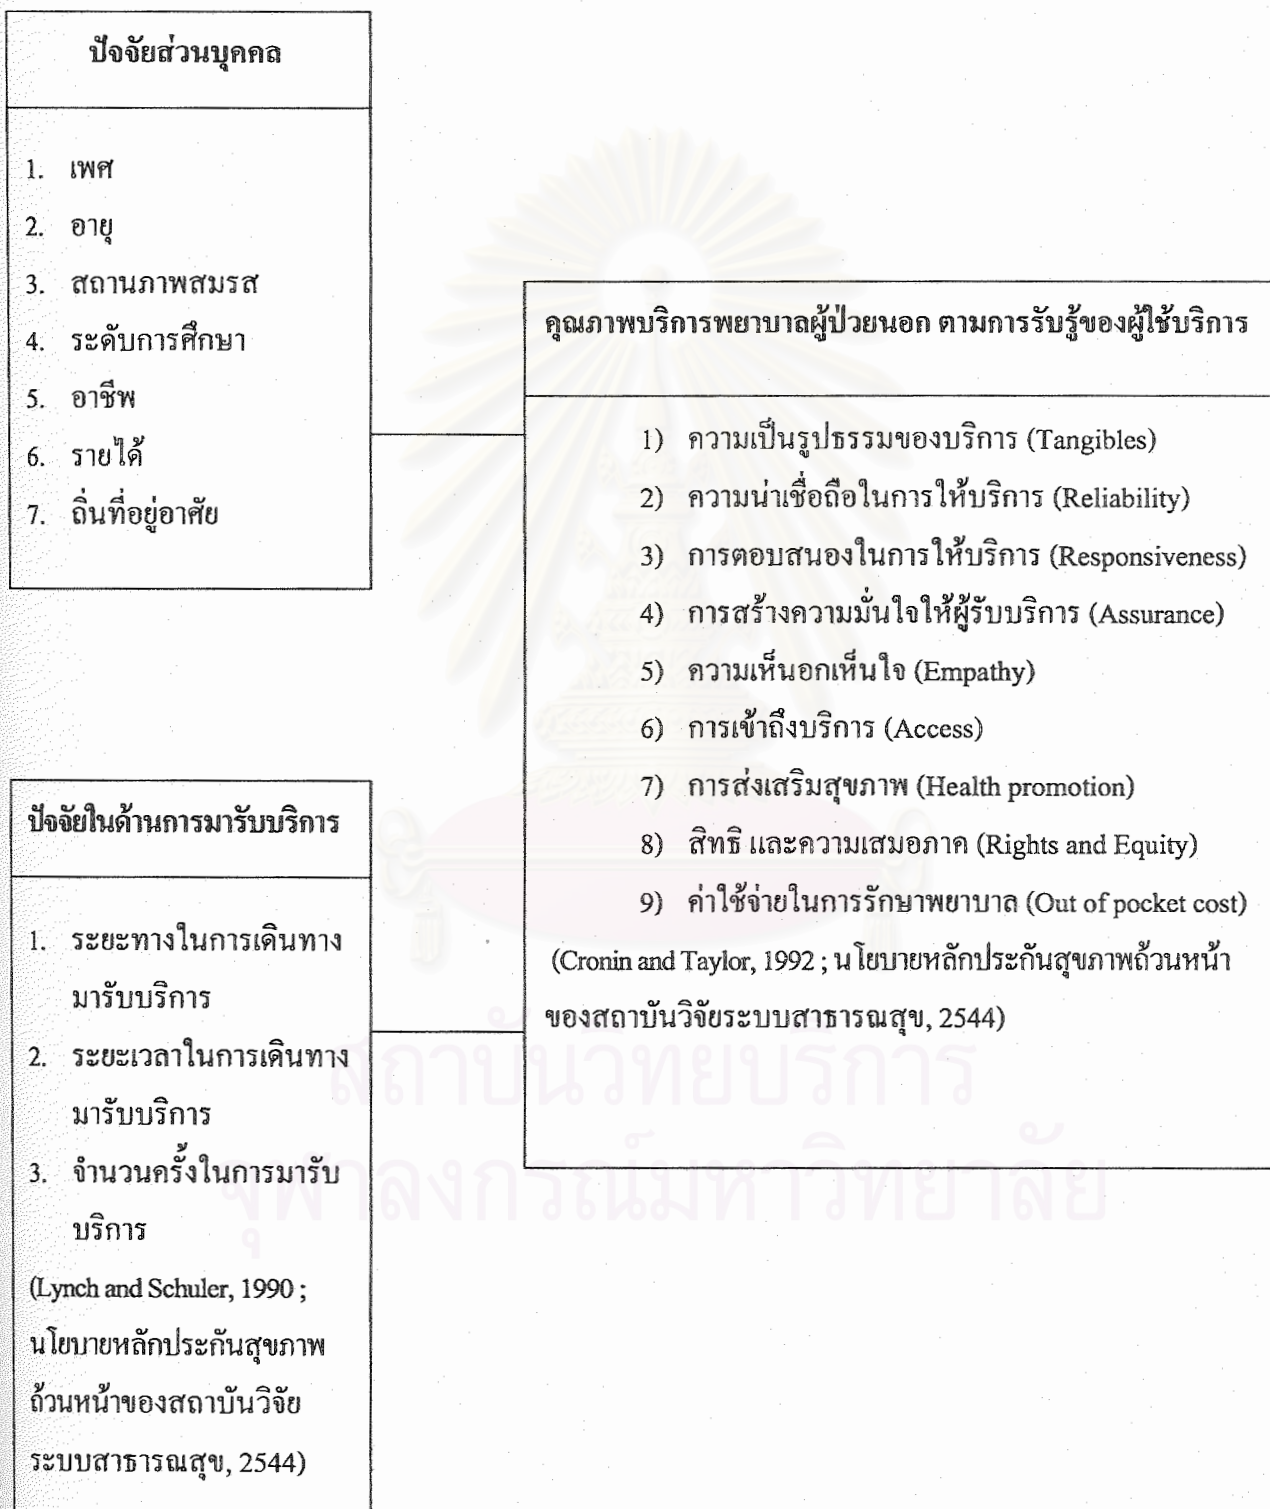 ปัจจัยส่วนบุคคล
1. เพศ
2. อายุ
3. สถานภาพสมรส
4. ระดับการศึกษา
5. อาชีพ
6. รายได้
7. ถิ่นที่อยู่อาศัย
ปัจจัยในด้านการมารับบริการ
1. ระยะทางในการเดินทาง
มารับบริการ
2. ระยะเวลาในการเดินทาง
มารับบริการ
3. จำนวนครั้งในการมารับ
บริการ
(Lynch and Schuler, 1990 ;
นโยบายหลักประกันสุขภาพ
ถ้วนหน้าของสถาบันวิจัย
ระบบสาธารณสุข, 2544)
คุณภาพบริการพยาบาลผู้ป่วยนอก ตามการรับรู้ของผู้ใช้บริการ
1) ความเป็นรูปธรรมของบริการ (Tangibles)
2) ความน่าเชื่อถือในการให้บริการ (Reliability)
3) การตอบสนองในการให้บริการ (Responsiveness)
4) การสร้างความมั่นใจให้ผู้รับบริการ (Assurance)
5) ความเห็นอกเห็นใจ (Empathy)
6) การเข้าถึงบริการ (Access)
7) การส่งเสริมสุขภาพ (Health promotion)
8) สิทธิ และความเสมอภาค (Rights and Equity)
9) ค่าใช้จ่ายในการรักษาพยาบาล (Out of pocket cost)
(Cronin and Taylor, 1992 ; นโยบายหลักประกันสุขภาพถ้วนหน้า
ของสถาบันวิจัยระบบสาธารณสุข, 2544)
สถาบันวิทยบริการ
จุฬาลงกรณ์มหาวิทยาลัย